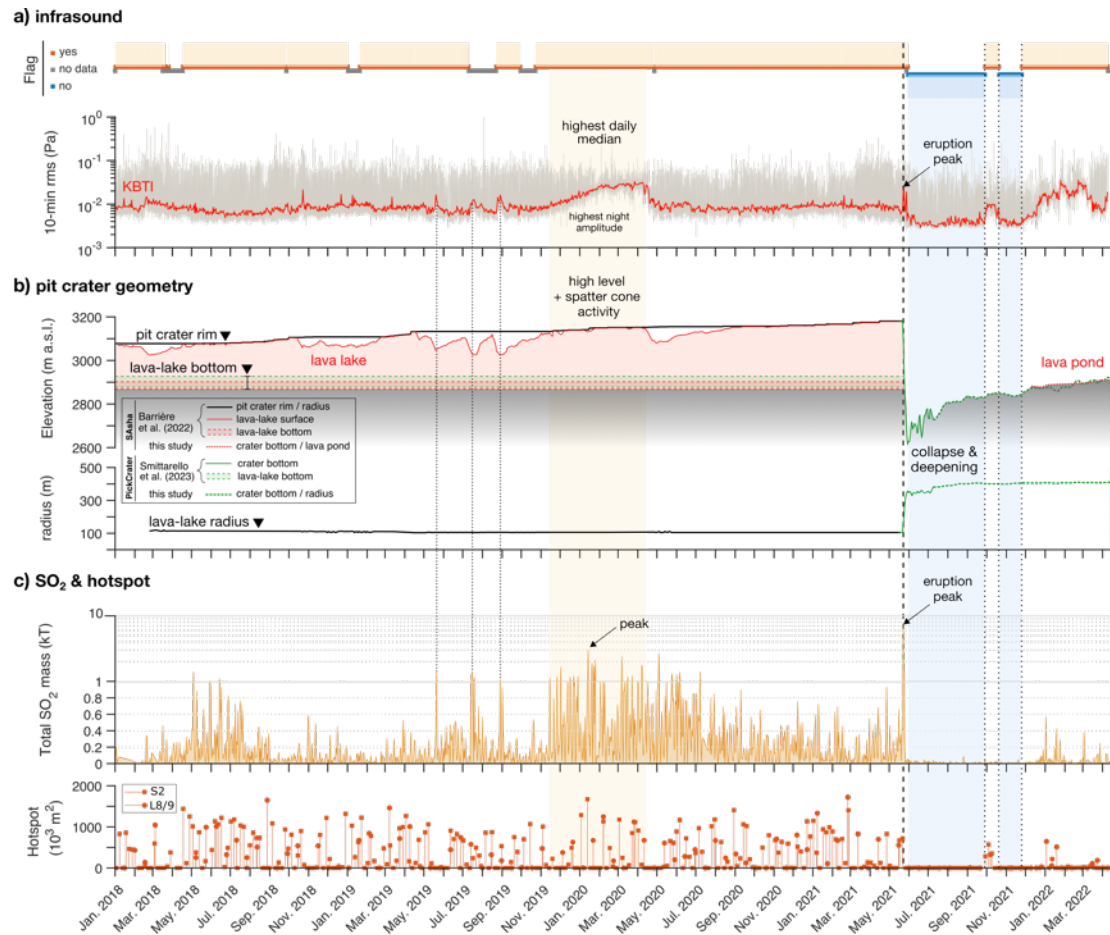 a) infrasound
Flag
yes
no data
no
10-min rms (Pa)
10⁰
10⁻¹
10⁻²
10⁻³
KBTI
highest daily
median
highest night
amplitude
eruption
peak
b) pit crater geometry
high level
+ spatter cone
activity
Elevation (m a.s.l.)
3200
3000
2800
2600
pit crater rim
lava lake
lava-lake bottom
lava pond
SAsha
Barrière
et al. (2022)
pit crater rim / radius
lava-lake surface
lava-lake bottom
this study
crater bottom / lava pond
PickCrater
Smittarello
et al. (2023)
crater bottom
lava-lake bottom
this study
crater bottom / radius
collapse &
deepening
radius (m)
500
300
100
lava-lake radius
c) SO₂ & hotspot
Total SO₂ mass (kT)
10
1
0.8
0.6
0.4
0.2
0
peak
eruption
peak
Hotspot
(10³ m²)
2000
1000
0
S2
L8/9
Jan. 2018
Mar. 2018
May. 2018
Jul. 2018
Sep. 2018
Nov. 2018
Jan. 2019
Mar. 2019
May. 2019
Jul. 2019
Sep. 2019
Nov. 2019
Jan. 2020
Mar. 2020
May. 2020
Jul. 2020
Sep. 2020
Nov. 2020
Jan. 2021
Mar. 2021
May. 2021
Jul. 2021
Sep. 2021
Nov. 2021
Jan. 2022
Mar. 2022